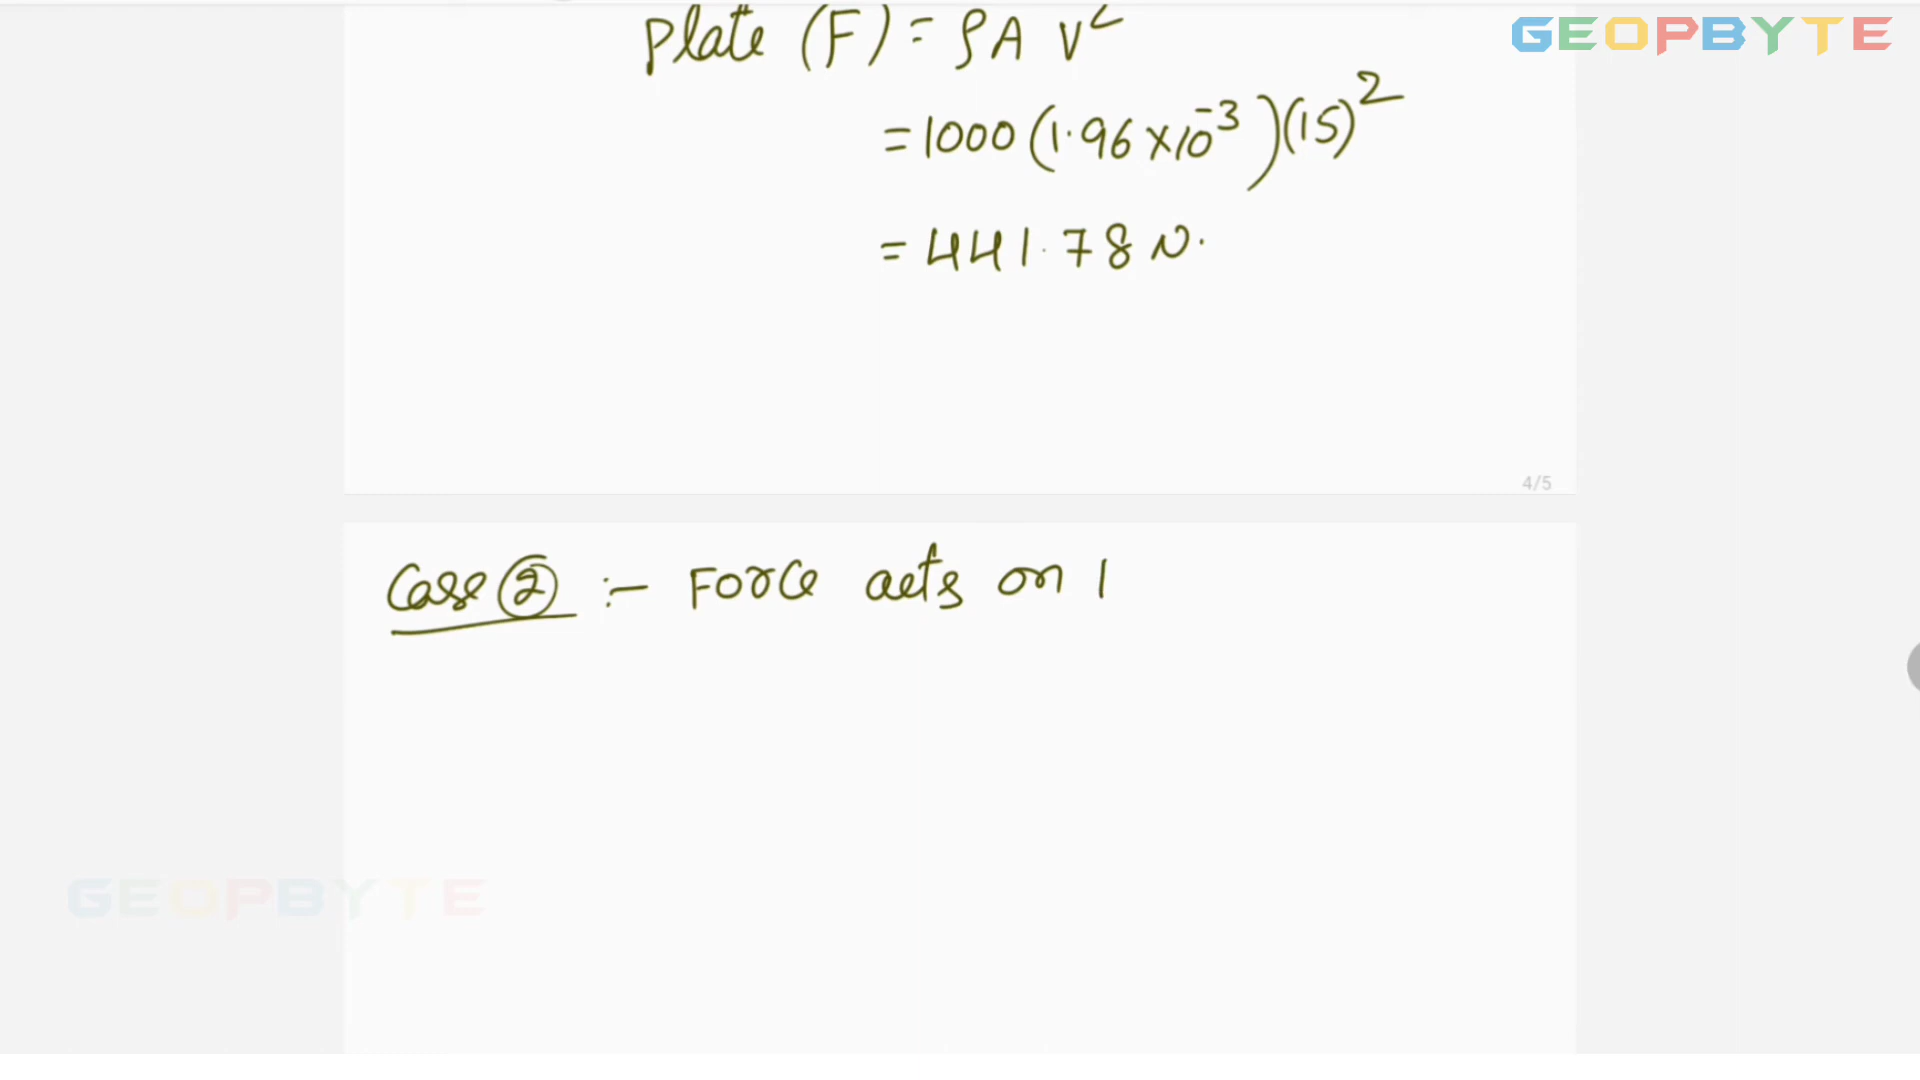 GEOPBYTE
Plate (F) = ρA V²
= 1000 (1.96 × 10⁻³)(15)²
= 441.78 N.
4/5
Case ② :- Force acts on
GEOPBYTE